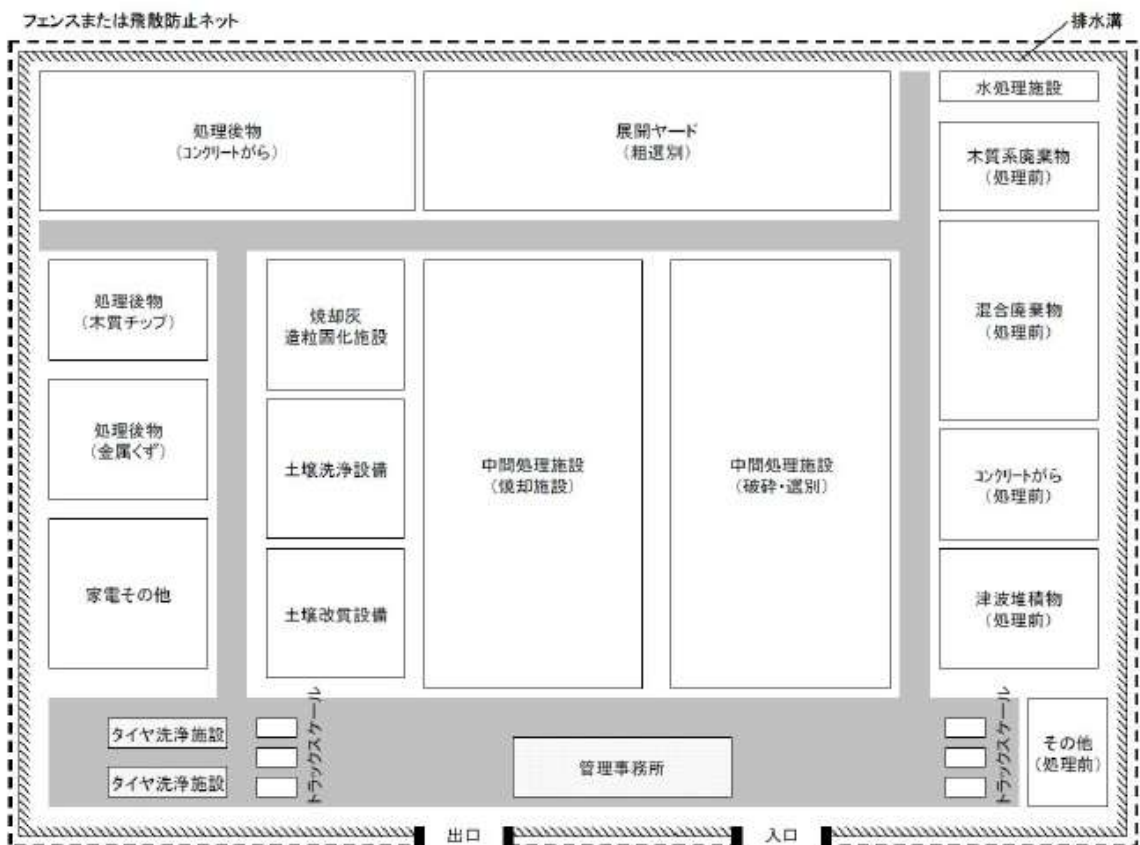 フェンスまたは飛散防止ネット
排水溝
処理後物
(コンクリートがら)
展開ヤード
(粗選別)
水処理施設
木質系廃棄物
(処理前)
処理後物
(木質チップ)
焼却灰
造粒固化施設
混合廃棄物
(処理前)
処理後物
(金属くず)
土壌洗浄設備
中間処理施設
(焼却施設)
中間処理施設
(破砕・選別)
コンクリートがら
(処理前)
家電その他
土壌改質設備
津波堆積物
(処理前)
タイヤ洗浄施設
タイヤ洗浄施設
トラックスケール
管理事務所
トラックスケール
その他
(処理前)
出口
入口